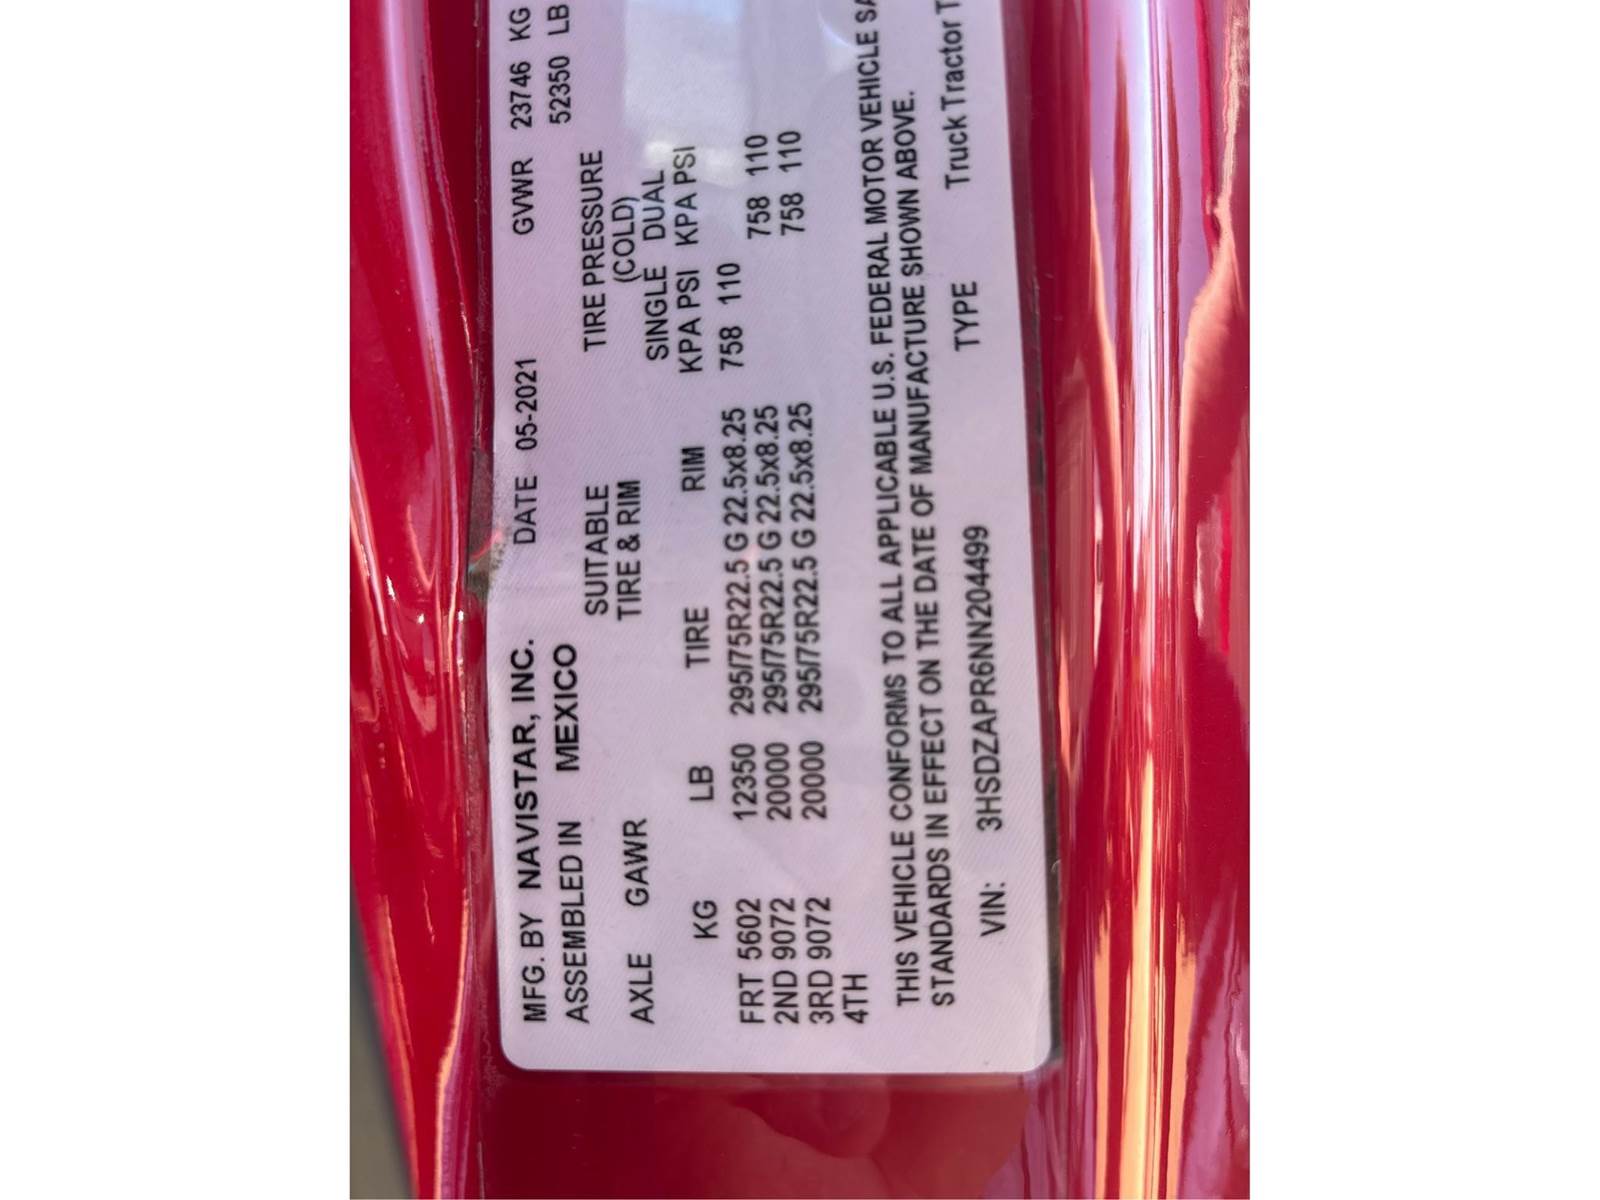 MFG. BY NAVISTAR, INC. DATE 05-2021 GVWR 23746 KG
ASSEMBLED IN MEXICO 52350 LB
SUITABLE TIRE PRESSURE
AXLE GAWR TIRE & RIM (COLD)
SINGLE DUAL
KG LB TIRE RIM KPA PSI KPA PSI
FRT 5602 12350 295/75R22.5 G 22.5x8.25 758 110
2ND 9072 20000 295/75R22.5 G 22.5x8.25 758 110
3RD 9072 20000 295/75R22.5 G 22.5x8.25 758 110
4TH
THIS VEHICLE CONFORMS TO ALL APPLICABLE U.S. FEDERAL MOTOR VEHICLE
STANDARDS IN EFFECT ON THE DATE OF MANUFACTURE SHOWN ABOVE.
VIN: 3HSDZAPR6NN204499 TYPE Truck Tractor